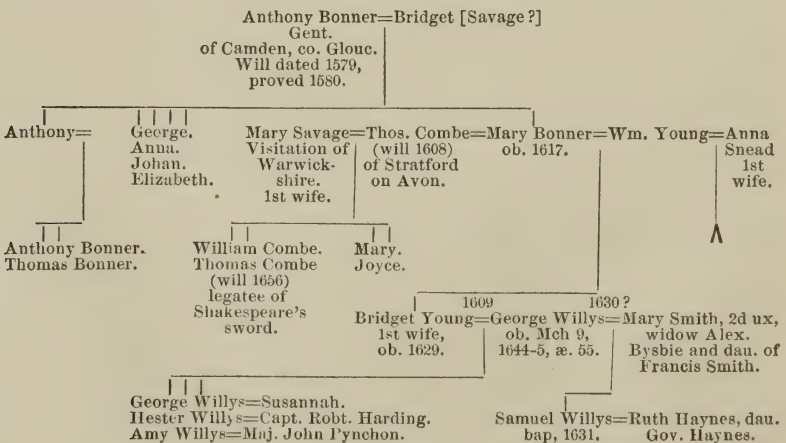 Anthony Bonner=Bridget [Savage?]
Gent.
of Camden, co. Glouc.
Will dated 1579,
proved 1580.
Anthony=
George.
Anna.
Johan.
Elizabeth.
Mary Savage=Thos. Combe=Mary Bonner=Wm. Young=Anna
Visitation of
Warwick-
shire.
1st wife.
(will 1608)
of Stratford
on Avon.
ob. 1617.
Snead
1st
wife.
Anthony Bonner.
Thomas Bonner.
William Combe.
Thomas Combe
(will 1656)
legatee of
Shakespeare's
sword.
Mary.
Joyce.
1609
1630?
Bridget Young=George Willys=Mary Smith, 2d ux,
1st wife,
ob. 1629.
ob. Mch 9,
1644-5, æ. 55.
widow Alex.
Bysbie and dau. of
Francis Smith.
George Willys=Susannah.
Hester Willys=Capt. Robt. Harding.
Amy Willys=Maj. John Pynchon.
Samuel Willys=Ruth Haynes, dau.
bap, 1631.
Gov. Haynes.